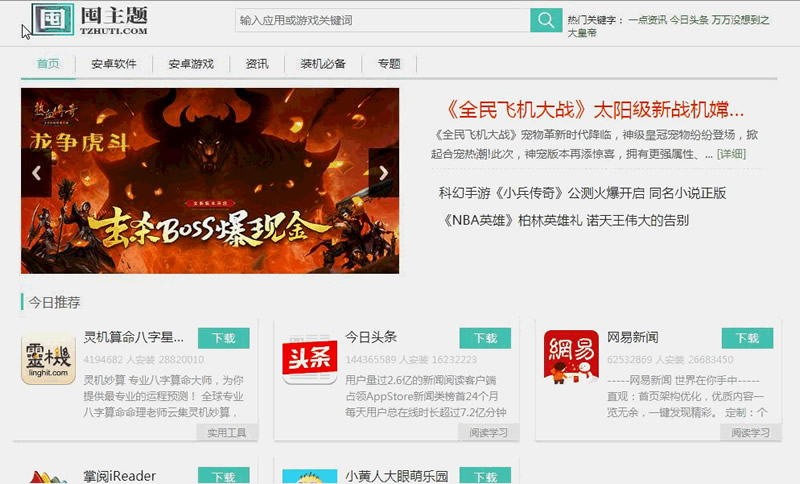 囤主题
TZHUTI.COM
输入应用或游戏关键词
热门关键字: 一点资讯 今日头条 万万没想到之
大皇帝
首页 安卓软件 安卓游戏 资讯 装机必备 专题
热血传奇
龙争虎斗
击杀BOSS爆现金
《全民飞机大战》太阳级新战机嫦...
《全民飞机大战》宠物革新时代降临，神级皇冠宠物纷纷登场，掀
起合宠热潮!此次，神宠版本再添惊喜，拥有更强属性、... [详细]
科幻手游《小兵传奇》公测火爆开启 同名小说正版
《NBA英雄》柏林英雄礼 诺天王伟大的告别
今日推荐
靈機
linghit.com
灵机算命八字星...
下载
4194682 人安装 28820010
灵机妙算 专业八字算命大师，为你
提供最专业的运程预测！ 全球专业
八字算命命理老师云集灵机妙算，
实用工具
头条
今日头条
下载
144365589 人安装 16232223
用户量过2.6亿的新闻阅读客户端
占领AppStore新闻类榜首24个月
每天用户总在线时长超过7.2亿分钟
阅读学习
網易
网易新闻
下载
62532869 人安装 26683450
-----网易新闻 世界在你手中-----
直观：首页架构优化，优质内容一
览无余，一键发现精彩。 定制：个
阅读学习
掌阅iReader
下载
小黄人大眼萌乐园
下载
下载